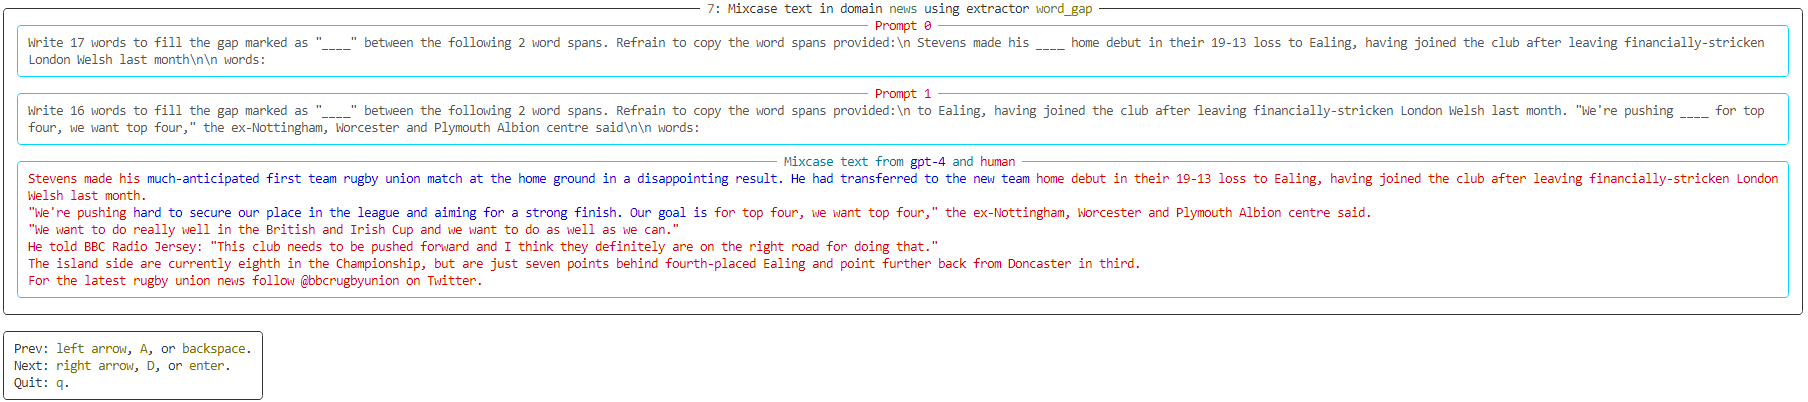 7: Mixcase text in domain news using extractor word_gap
Prompt 0
Write 17 words to fill the gap marked as "____" between the following 2 word spans. Refrain to copy the word spans provided:\n Stevens made his ____ home debut in their 19-13 loss to Ealing, having joined the club after leaving financially-stricken
London Welsh last month\n\n words:
Prompt 1
Write 16 words to fill the gap marked as "____" between the following 2 word spans. Refrain to copy the word spans provided:\n to Ealing, having joined the club after leaving financially-stricken London Welsh last month. "We're pushing ____ for top
four, we want top four," the ex-Nottingham, Worcester and Plymouth Albion centre said\n\n words:
Mixcase text from gpt-4 and human
Stevens made his much-anticipated first team rugby union match at the home ground in a disappointing result. He had transferred to the new team home debut in their 19-13 loss to Ealing, having joined the club after leaving financially-stricken London
Welsh last month.
"We're pushing hard to secure our place in the league and aiming for a strong finish. Our goal is for top four, we want top four," the ex-Nottingham, Worcester and Plymouth Albion centre said.
"We want to do really well in the British and Irish Cup and we want to do as well as we can."
He told BBC Radio Jersey: "This club needs to be pushed forward and I think they definitely are on the right road for doing that."
The island side are currently eighth in the Championship, but are just seven points behind fourth-placed Ealing and point further back from Doncaster in third.
For the latest rugby union news follow @bbcrugbyunion on Twitter.
Prev: left arrow, A, or backspace.
Next: right arrow, D, or enter.
Quit: q.